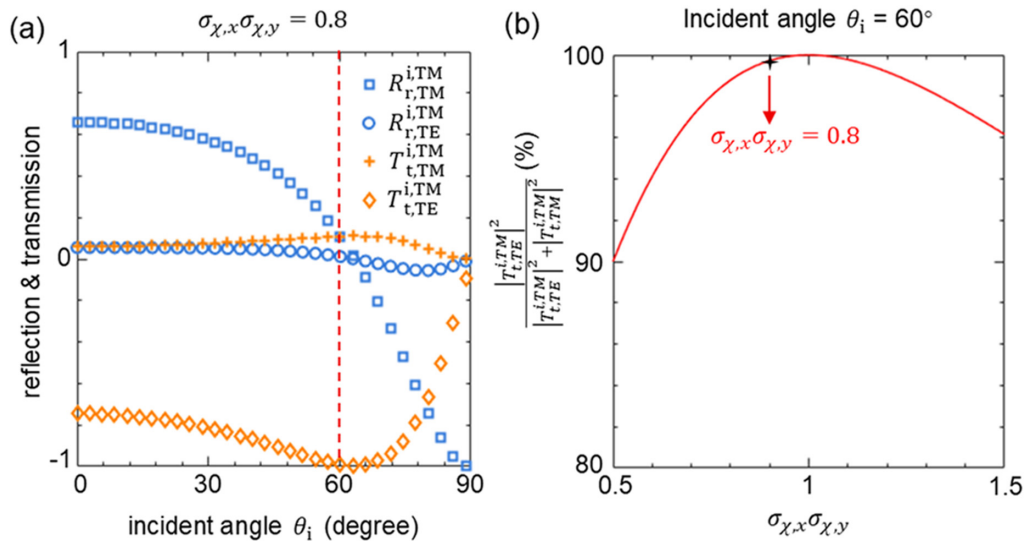 (a)
σχ,xσχ,y = 0.8
1
0
-1
reflection & transmission
R i,TM r,TM
R i,TM r,TE
T i,TM t,TM
T i,TM t,TE
0 30 60 90
incident angle θi (degree)
(b)
Incident angle θi = 60°
100
90
80
|T i,TM t,TE|² / |T i,TM t,TE|² + |T i,TM t,TM|² (%)
σχ,xσχ,y = 0.8
0.5 1 1.5
σχ,xσχ,y